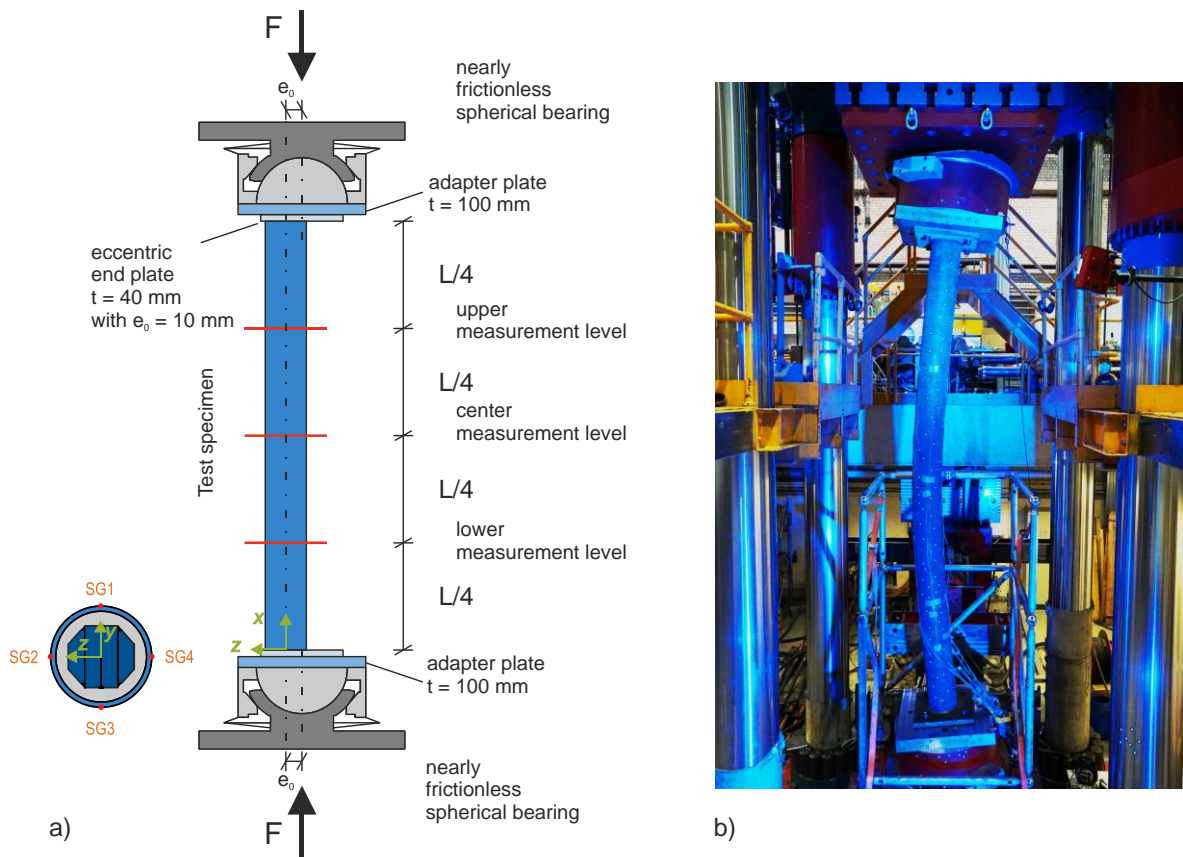 F
e₀
nearly
frictionless
spherical bearing
adapter plate
t = 100 mm
eccentric
end plate
t = 40 mm
with e₀ = 10 mm
L/4
upper
measurement level
Test specimen
L/4
center
measurement level
L/4
lower
measurement level
L/4
SG1
SG2
z
y
SG4
SG3
x
z
adapter plate
t = 100 mm
e₀
nearly
frictionless
spherical bearing
F
a)
b)